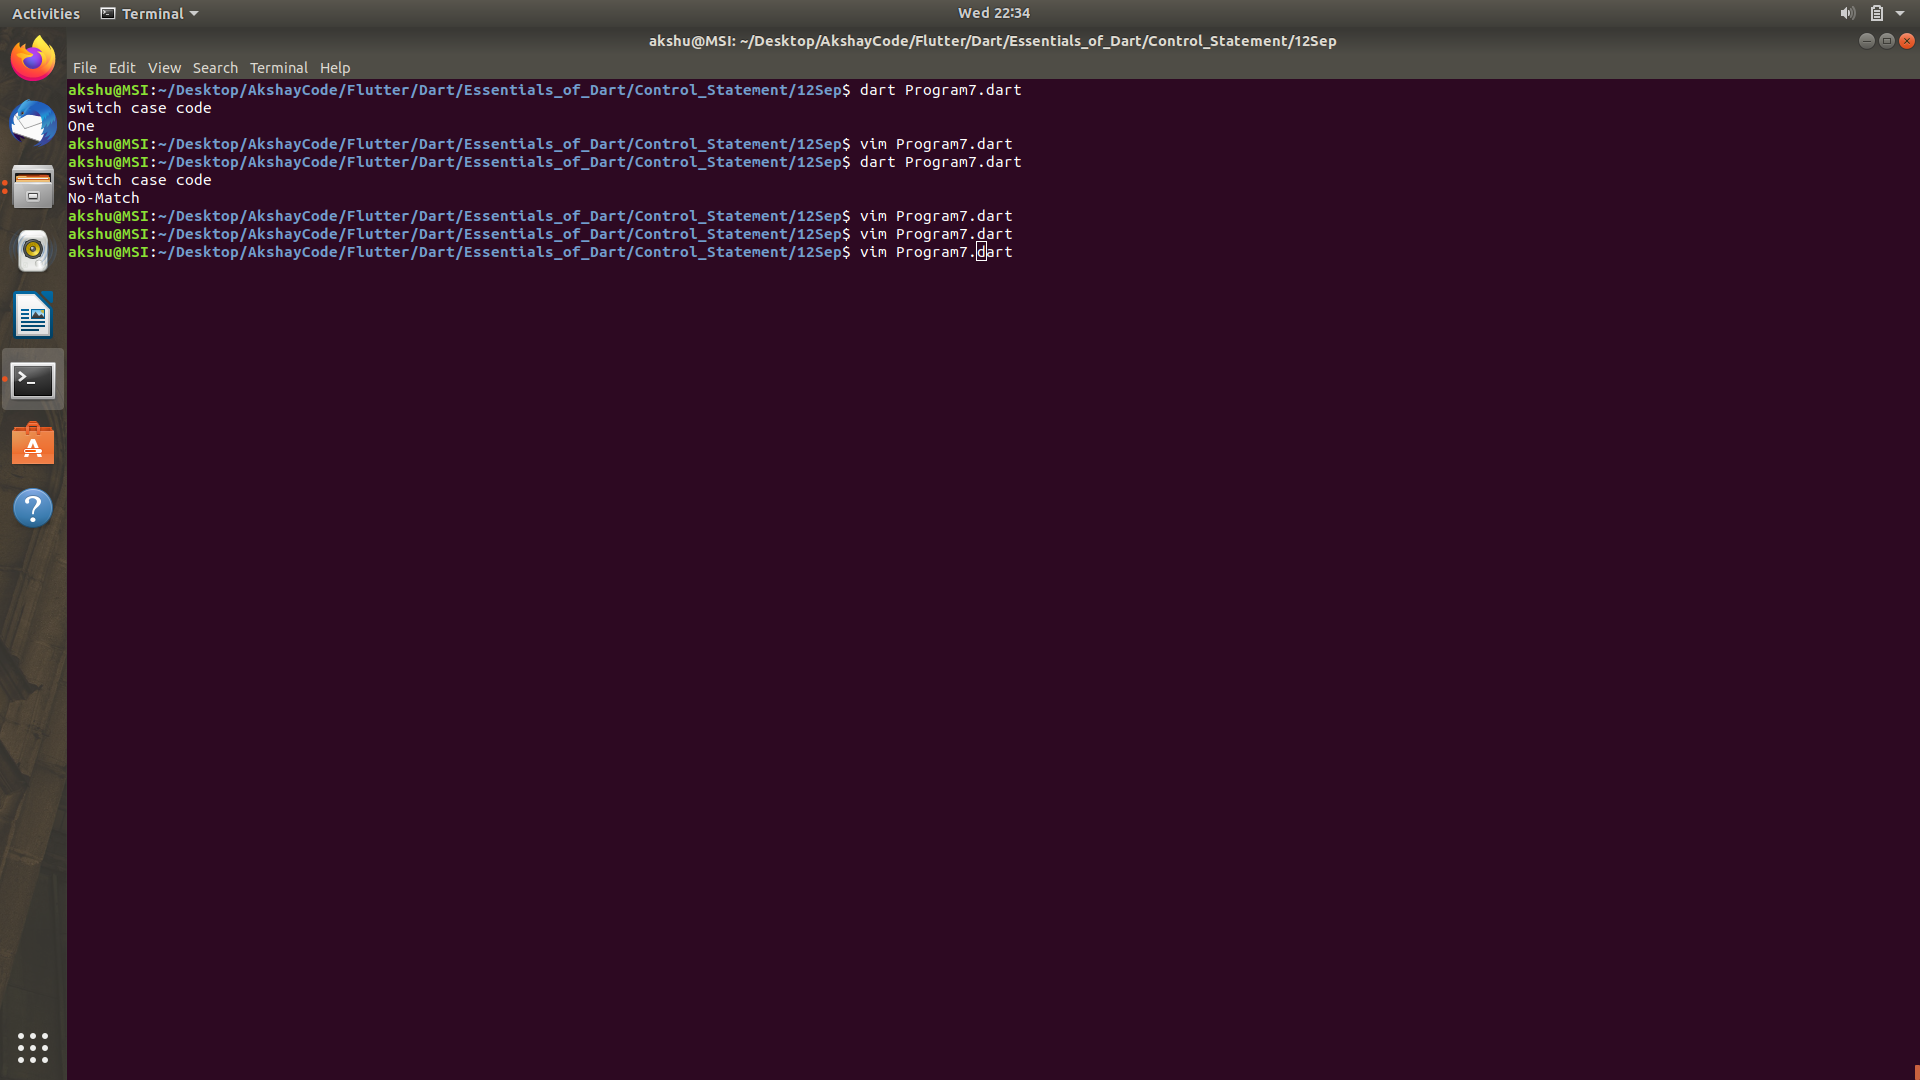 Activities Terminal Wed 22:34
akshu@MSI: ~/Desktop/AkshayCode/Flutter/Dart/Essentials_of_Dart/Control_Statement/12Sep
File Edit View Search Terminal Help
akshu@MSI:~/Desktop/AkshayCode/Flutter/Dart/Essentials_of_Dart/Control_Statement/12Sep$ dart Program7.dart
switch case code
One
akshu@MSI:~/Desktop/AkshayCode/Flutter/Dart/Essentials_of_Dart/Control_Statement/12Sep$ vim Program7.dart
akshu@MSI:~/Desktop/AkshayCode/Flutter/Dart/Essentials_of_Dart/Control_Statement/12Sep$ dart Program7.dart
switch case code
No-Match
akshu@MSI:~/Desktop/AkshayCode/Flutter/Dart/Essentials_of_Dart/Control_Statement/12Sep$ vim Program7.dart
akshu@MSI:~/Desktop/AkshayCode/Flutter/Dart/Essentials_of_Dart/Control_Statement/12Sep$ vim Program7.dart
akshu@MSI:~/Desktop/AkshayCode/Flutter/Dart/Essentials_of_Dart/Control_Statement/12Sep$ vim Program7.dart